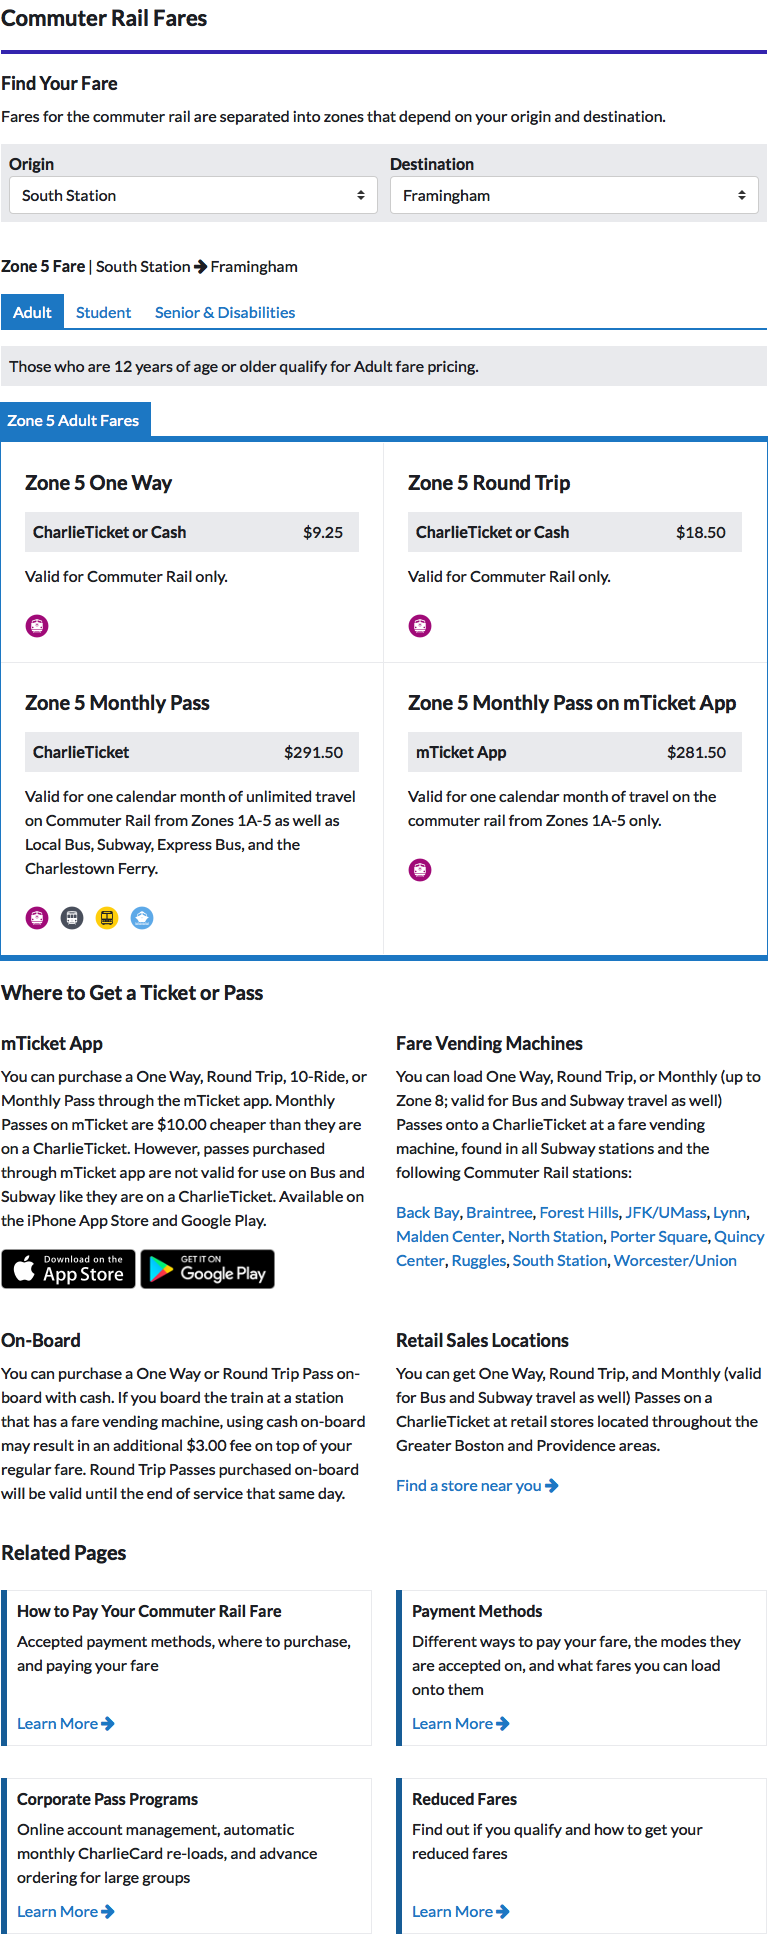 Commuter Rail Fares
Find Your Fare
Fares for the commuter rail are separated into zones that depend on your origin and destination.
Origin
South Station
Destination
Framingham
Zone 5 Fare | South Station → Framingham
Adult Student Senior & Disabilities
Those who are 12 years of age or older qualify for Adult fare pricing.
Zone 5 Adult Fares
Zone 5 One Way
CharlieTicket or Cash $9.25
Valid for Commuter Rail only.
Zone 5 Round Trip
CharlieTicket or Cash $18.50
Valid for Commuter Rail only.
Zone 5 Monthly Pass
CharlieTicket $291.50
Valid for one calendar month of unlimited travel
on Commuter Rail from Zones 1A-5 as well as
Local Bus, Subway, Express Bus, and the
Charlestown Ferry.
Zone 5 Monthly Pass on mTicket App
mTicket App $281.50
Valid for one calendar month of travel on the
commuter rail from Zones 1A-5 only.
Where to Get a Ticket or Pass
mTicket App
You can purchase a One Way, Round Trip, 10-Ride, or
Monthly Pass through the mTicket app. Monthly
Passes on mTicket are $10.00 cheaper than they are
on a CharlieTicket. However, passes purchased
through mTicket app are not valid for use on Bus and
Subway like they are on a CharlieTicket. Available on
the iPhone App Store and Google Play.
Download on the
App Store
GET IT ON
Google Play
Fare Vending Machines
You can load One Way, Round Trip, or Monthly (up to
Zone 8; valid for Bus and Subway travel as well)
Passes onto a CharlieTicket at a fare vending
machine, found in all Subway stations and the
following Commuter Rail stations:
Back Bay, Braintree, Forest Hills, JFK/UMass, Lynn,
Malden Center, North Station, Porter Square, Quincy
Center, Ruggles, South Station, Worcester/Union
On-Board
You can purchase a One Way or Round Trip Pass on-
board with cash. If you board the train at a station
that has a fare vending machine, using cash on-board
may result in an additional $3.00 fee on top of your
regular fare. Round Trip Passes purchased on-board
will be valid until the end of service that same day.
Retail Sales Locations
You can get One Way, Round Trip, and Monthly (valid
for Bus and Subway travel as well) Passes on a
CharlieTicket at retail stores located throughout the
Greater Boston and Providence areas.
Find a store near you →
Related Pages
How to Pay Your Commuter Rail Fare
Accepted payment methods, where to purchase,
and paying your fare
Learn More →
Payment Methods
Different ways to pay your fare, the modes they
are accepted on, and what fares you can load
onto them
Learn More →
Corporate Pass Programs
Online account management, automatic
monthly CharlieCard re-loads, and advance
ordering for large groups
Learn More →
Reduced Fares
Find out if you qualify and how to get your
reduced fares
Learn More →